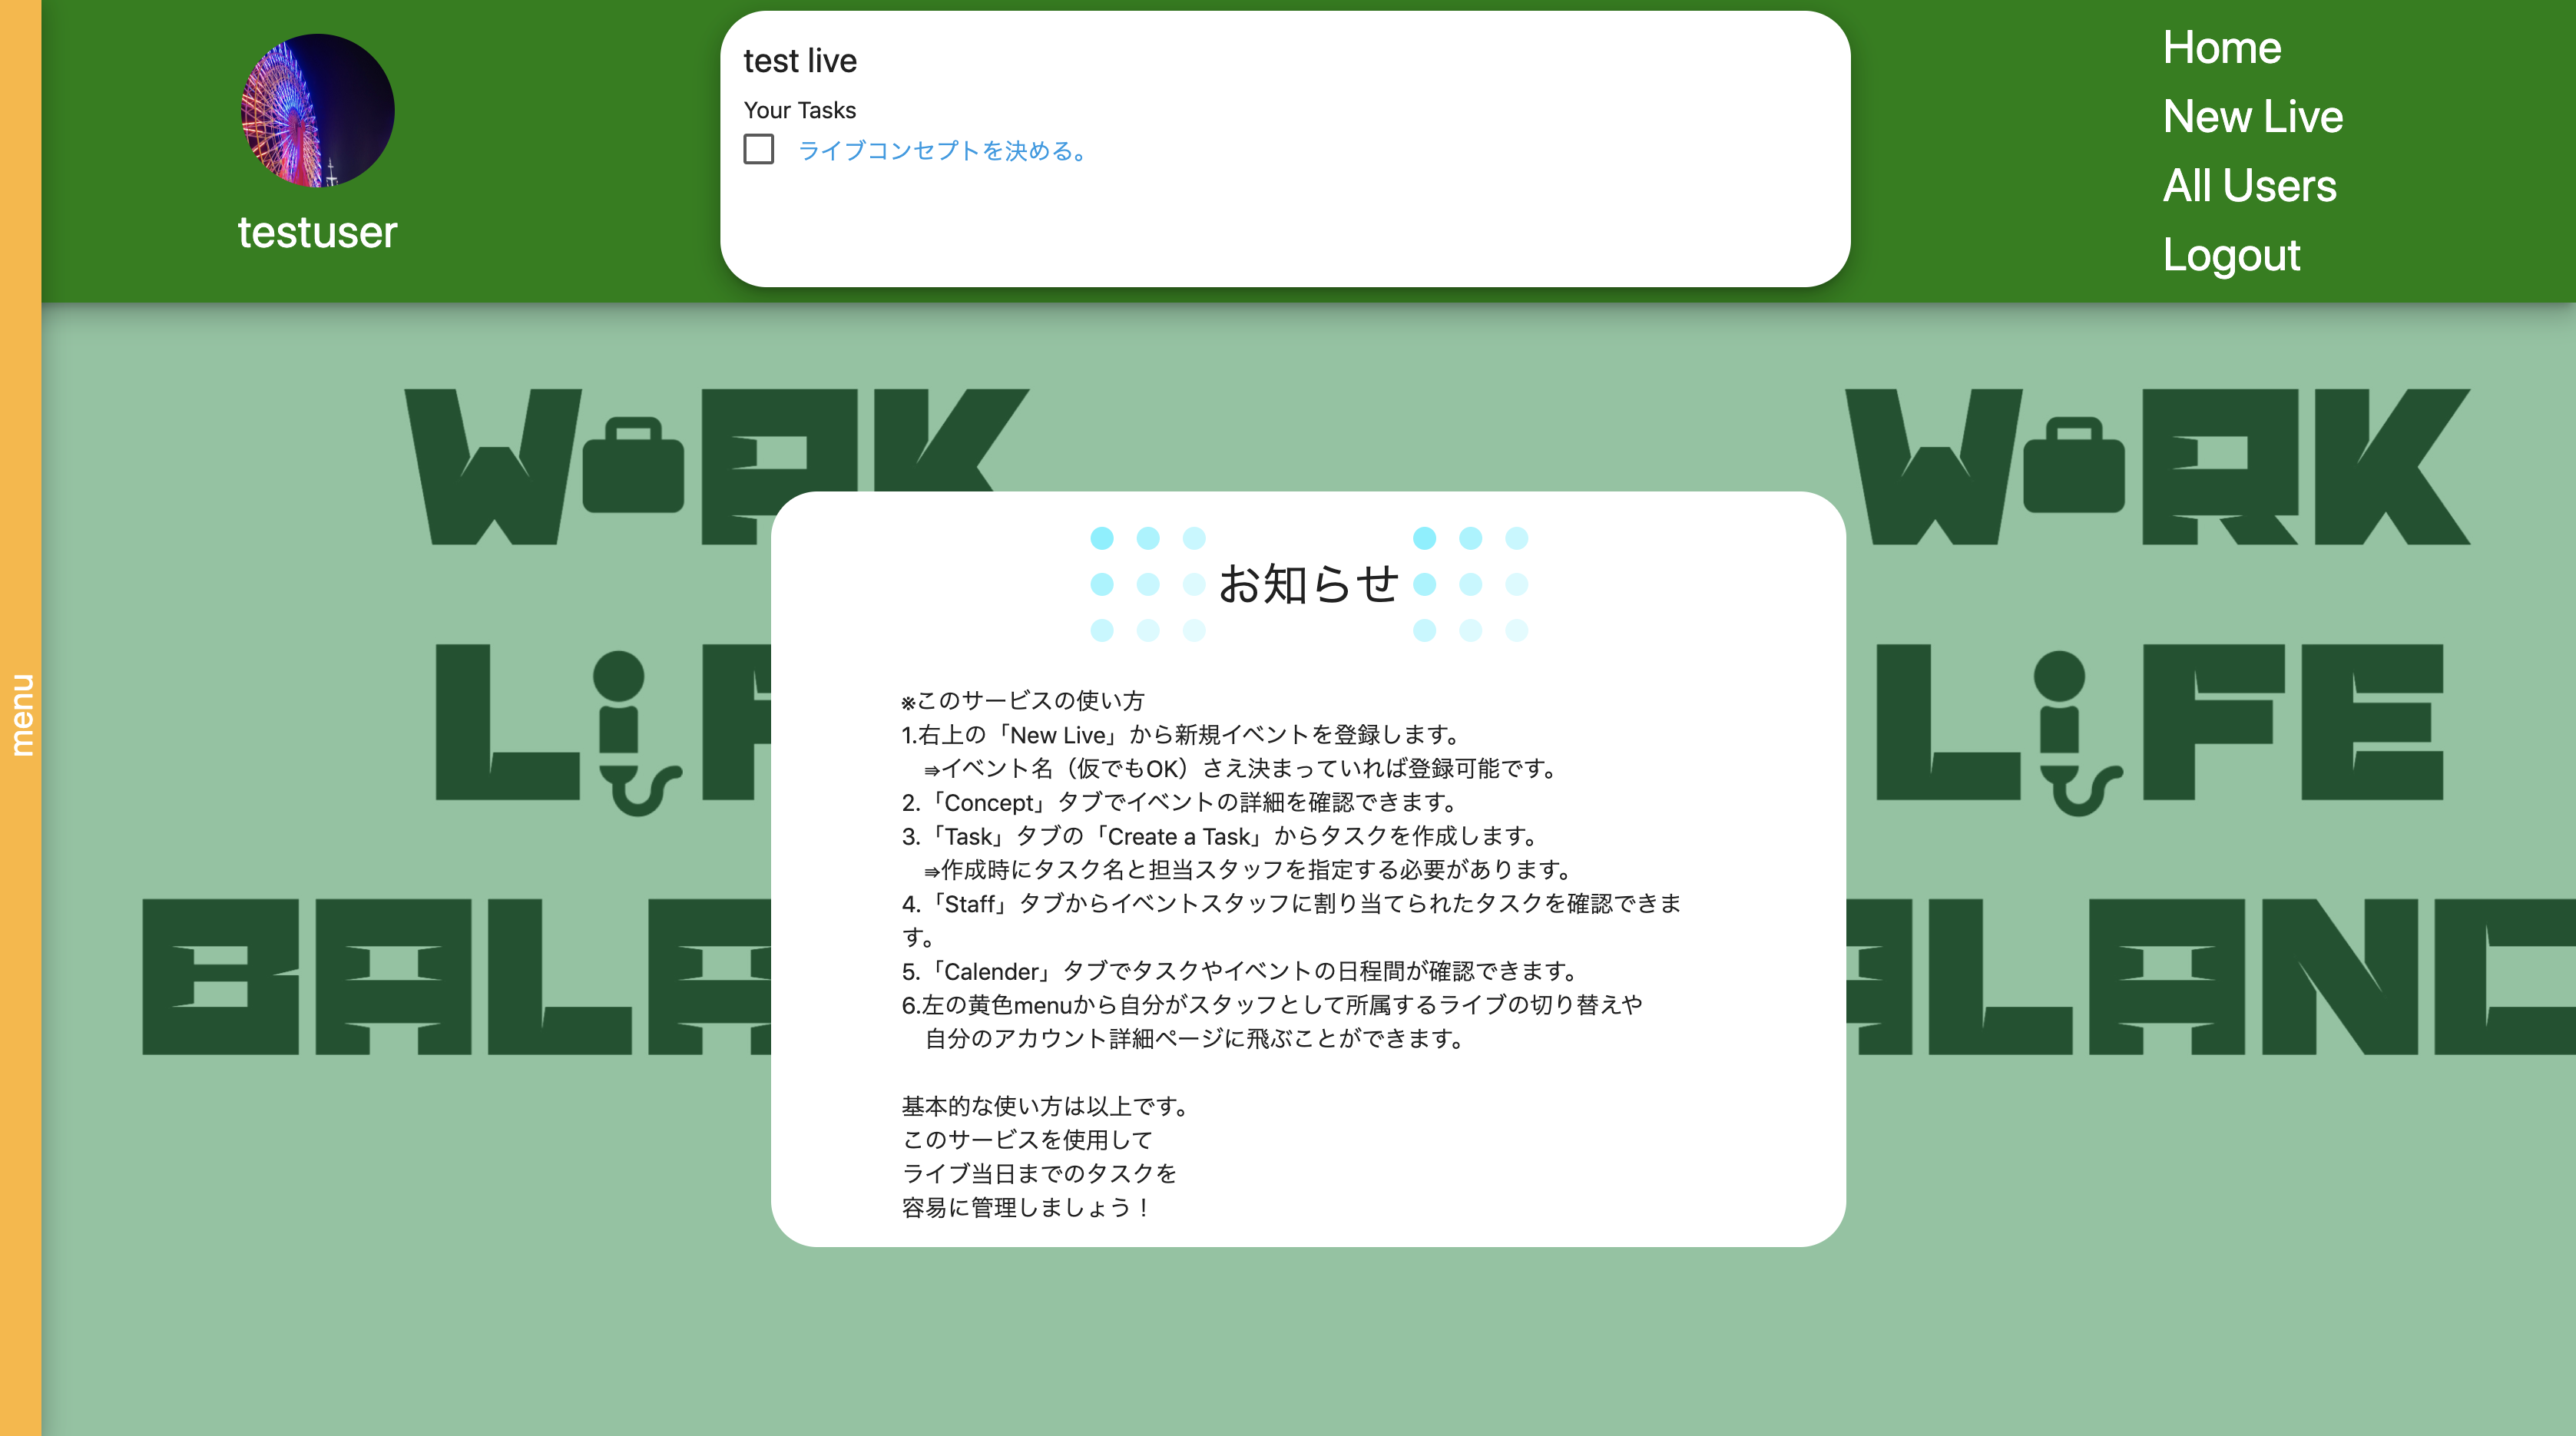 menu
testuser
test live
Your Tasks
ライブコンセプトを決める。
Home
New Live
All Users
Logout
WORK
WORK
LiF
LiFE
BALA
ALANC
お知らせ
※このサービスの使い方
1.右上の「New Live」から新規イベントを登録します。
⇛イベント名（仮でもOK）さえ決まっていれば登録可能です。
2.「Concept」タブでイベントの詳細を確認できます。
3.「Task」タブの「Create a Task」からタスクを作成します。
⇛作成時にタスク名と担当スタッフを指定する必要があります。
4.「Staff」タブからイベントスタッフに割り当てられたタスクを確認できま
す。
5.「Calender」タブでタスクやイベントの日程間が確認できます。
6.左の黄色menuから自分がスタッフとして所属するライブの切り替えや
自分のアカウント詳細ページに飛ぶことができます。
基本的な使い方は以上です。
このサービスを使用して
ライブ当日までのタスクを
容易に管理しましょう！